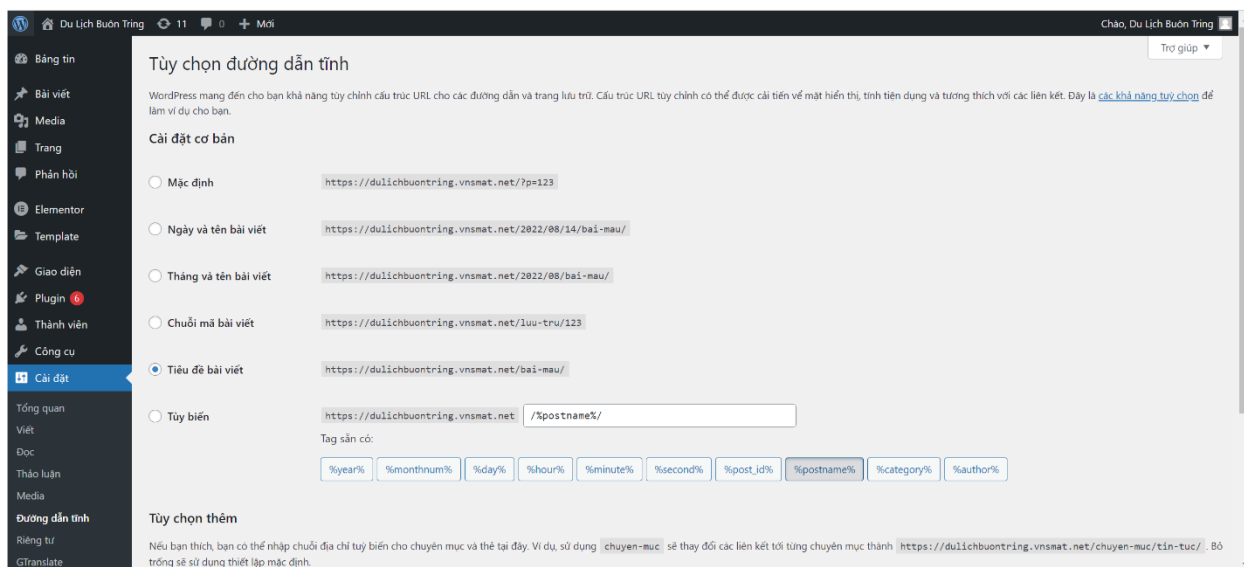 Du Lịch Buôn Tring 11 0 + Mới Chào, Du Lịch Buôn Tring
Trợ giúp ▼
Bảng tin
Bài viết
Media
Trang
Phản hồi
Elementor
Template
Giao diện
Plugin 6
Thành viên
Công cụ
Cài đặt
Tổng quan
Viết
Đọc
Thảo luận
Media
Đường dẫn tĩnh
Riêng tư
GTranslate
Tùy chọn đường dẫn tĩnh
WordPress mang đến cho bạn khả năng tùy chỉnh cấu trúc URL cho các đường dẫn và trang lưu trữ. Cấu trúc URL tùy chỉnh có thể được cải tiến về mặt hiển thị, tính tiện dụng và tương thích với các liên kết. Đây là các khả năng tuỳ chọn để
làm ví dụ cho bạn.
Cài đặt cơ bản
Mặc định https://dulichbuontring.vnsmat.net/?p=123
Ngày và tên bài viết https://dulichbuontring.vnsmat.net/2022/08/14/bai-mau/
Tháng và tên bài viết https://dulichbuontring.vnsmat.net/2022/08/bai-mau/
Chuỗi mã bài viết https://dulichbuontring.vnsmat.net/luu-tru/123
Tiêu đề bài viết https://dulichbuontring.vnsmat.net/bai-mau/
Tùy biến https://dulichbuontring.vnsmat.net /%postname%/
Tag sẵn có:
%year% %monthnum% %day% %hour% %minute% %second% %post_id% %postname% %category% %author%
Tùy chọn thêm
Nếu bạn thích, bạn có thể nhập chuỗi địa chỉ tuỳ biến cho chuyên mục và thẻ tại đây. Ví dụ, sử dụng chuyen-muc sẽ thay đổi các liên kết tới từng chuyên mục thành https://dulichbuontring.vnsmat.net/chuyen-muc/tin-tuc/ . Bỏ
trống sẽ sử dụng thiết lập mặc định.